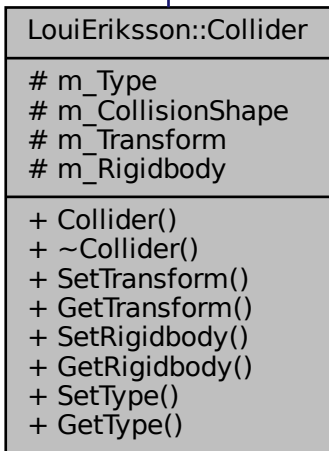 LouiEriksson::Collider
# m_Type
# m_CollisionShape
# m_Transform
# m_Rigidbody
+ Collider()
+ ~Collider()
+ SetTransform()
+ GetTransform()
+ SetRigidbody()
+ GetRigidbody()
+ SetType()
+ GetType()